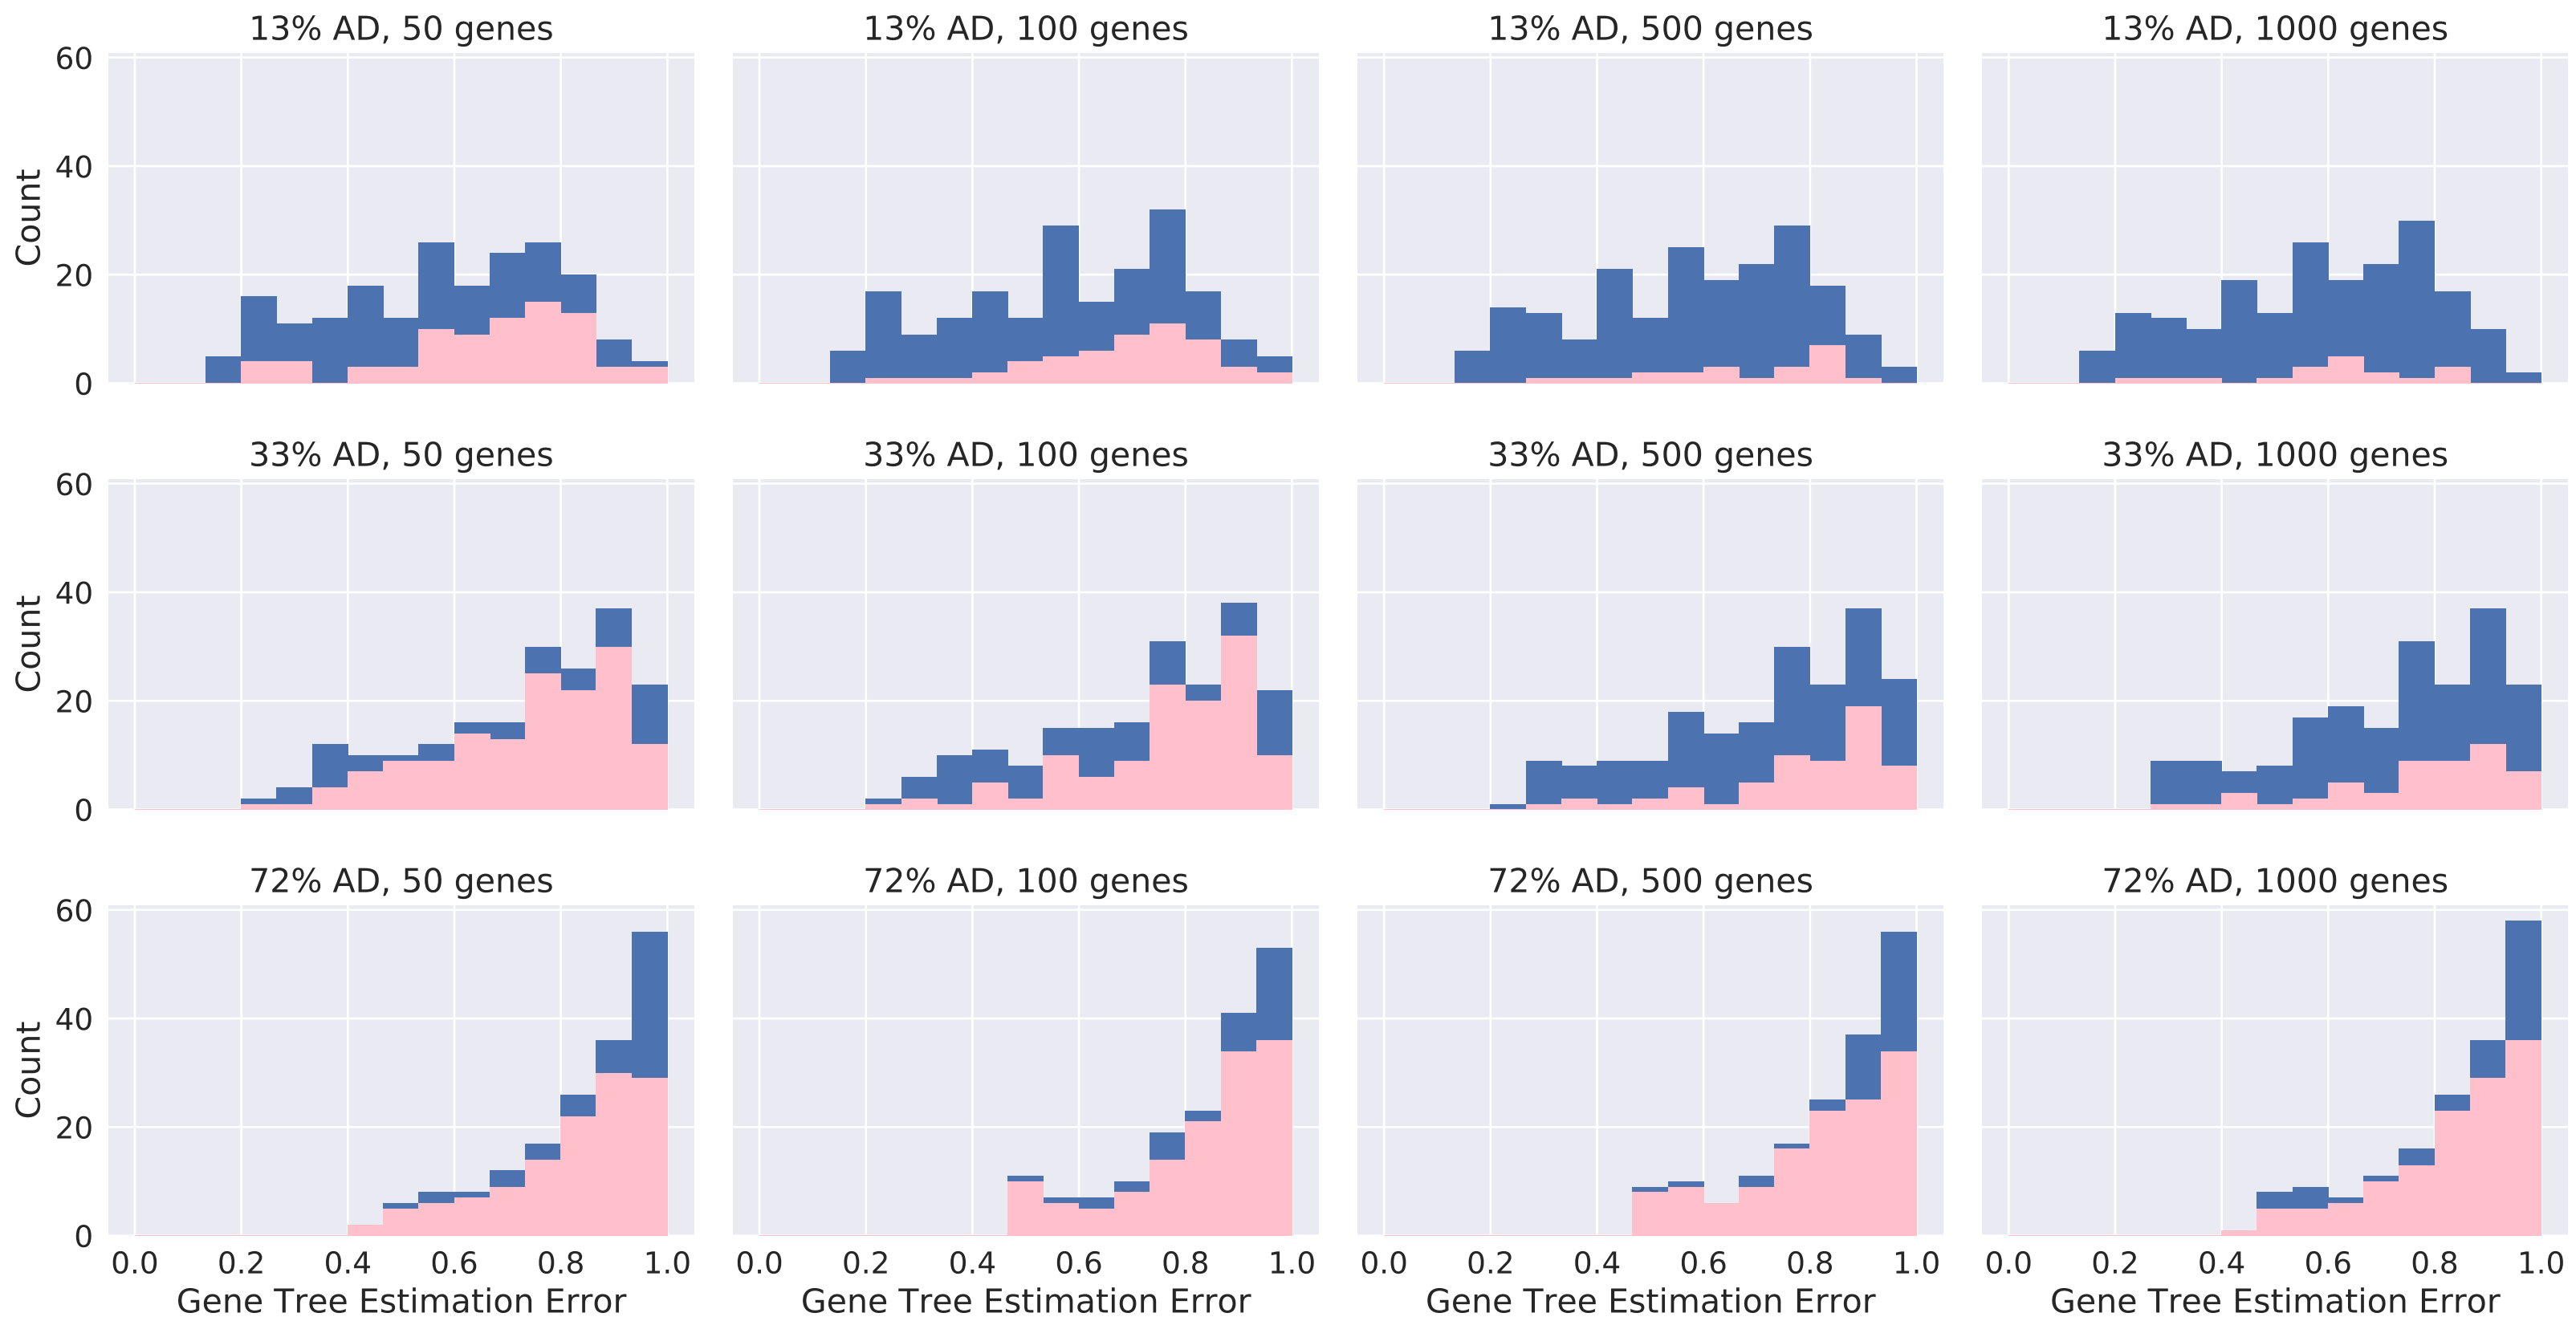 13% AD, 50 genes
13% AD, 100 genes
13% AD, 500 genes
13% AD, 1000 genes
60
40
20
0
Count
33% AD, 50 genes
33% AD, 100 genes
33% AD, 500 genes
33% AD, 1000 genes
60
40
20
0
Count
72% AD, 50 genes
72% AD, 100 genes
72% AD, 500 genes
72% AD, 1000 genes
60
40
20
0
Count
0.0 0.2 0.4 0.6 0.8 1.0
0.0 0.2 0.4 0.6 0.8 1.0
0.0 0.2 0.4 0.6 0.8 1.0
0.0 0.2 0.4 0.6 0.8 1.0
Gene Tree Estimation Error
Gene Tree Estimation Error
Gene Tree Estimation Error
Gene Tree Estimation Error